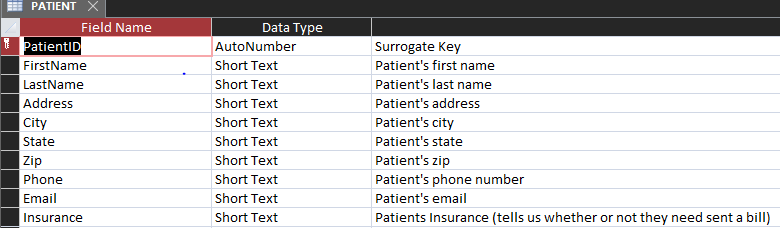 PATIENT
Field Name Data Type
PatientID AutoNumber Surrogate Key
FirstName Short Text Patient's first name
LastName Short Text Patient's last name
Address Short Text Patient's address
City Short Text Patient's city
State Short Text Patient's state
Zip Short Text Patient's zip
Phone Short Text Patient's phone number
Email Short Text Patient's email
Insurance Short Text Patients Insurance (tells us whether or not they need sent a bill)